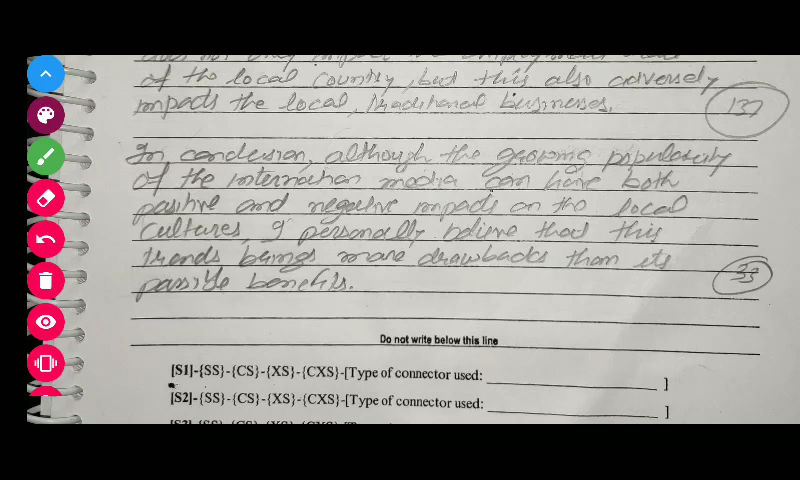 of the local country, but this also adversely
impacts the local, traditional businesses.
137
In conclusion, although the growing popularity
of the internation media can have both
positive and negative impacts on the local
cultures, I personally believe that this
trends brings more drawbacks than its
possible benefits.
33
Do not write below this line
[S1]-{SS}-{CS}-{XS}-{CXS}-[Type of connector used: ____________ ]
[S2]-{SS}-{CS}-{XS}-{CXS}-[Type of connector used: ____________ ]